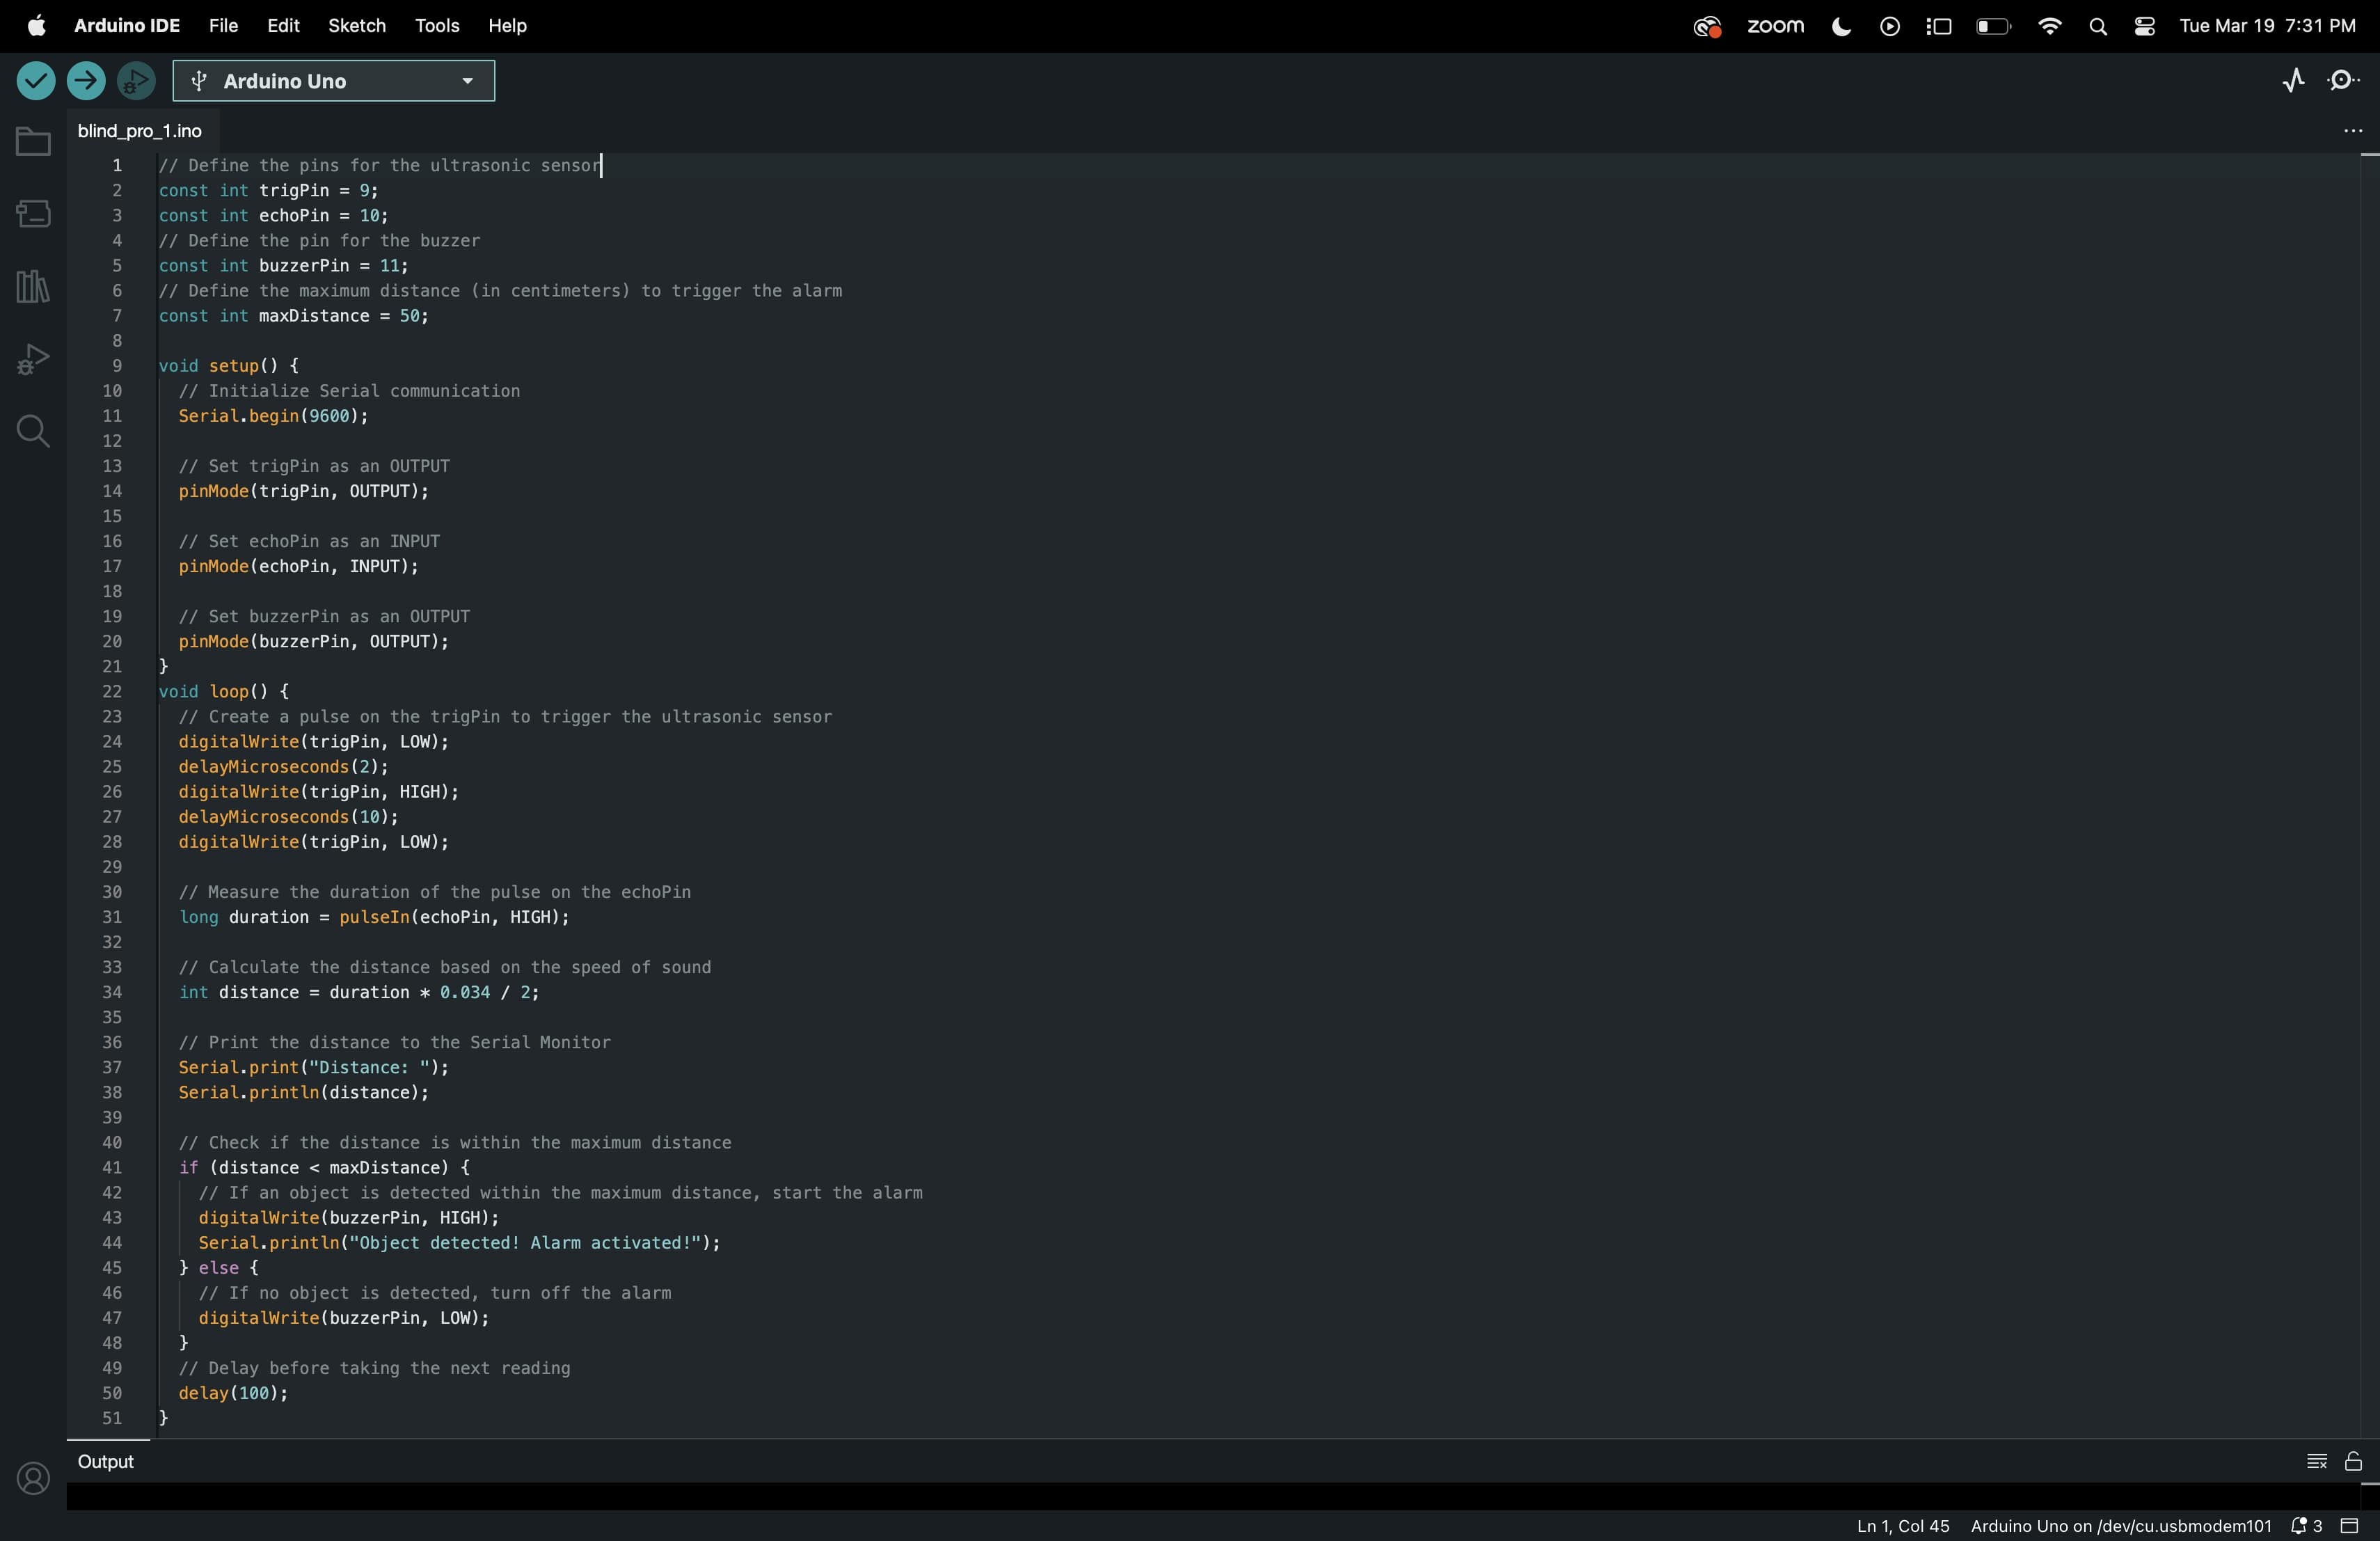 Arduino IDE File Edit Sketch Tools Help zoom Tue Mar 19 7:31 PM
Arduino Uno
blind_pro_1.ino
1 // Define the pins for the ultrasonic sensor
2 const int trigPin = 9;
3 const int echoPin = 10;
4 // Define the pin for the buzzer
5 const int buzzerPin = 11;
6 // Define the maximum distance (in centimeters) to trigger the alarm
7 const int maxDistance = 50;
8
9 void setup() {
10 // Initialize Serial communication
11 Serial.begin(9600);
12
13 // Set trigPin as an OUTPUT
14 pinMode(trigPin, OUTPUT);
15
16 // Set echoPin as an INPUT
17 pinMode(echoPin, INPUT);
18
19 // Set buzzerPin as an OUTPUT
20 pinMode(buzzerPin, OUTPUT);
21 }
22 void loop() {
23 // Create a pulse on the trigPin to trigger the ultrasonic sensor
24 digitalWrite(trigPin, LOW);
25 delayMicroseconds(2);
26 digitalWrite(trigPin, HIGH);
27 delayMicroseconds(10);
28 digitalWrite(trigPin, LOW);
29
30 // Measure the duration of the pulse on the echoPin
31 long duration = pulseIn(echoPin, HIGH);
32
33 // Calculate the distance based on the speed of sound
34 int distance = duration * 0.034 / 2;
35
36 // Print the distance to the Serial Monitor
37 Serial.print("Distance: ");
38 Serial.println(distance);
39
40 // Check if the distance is within the maximum distance
41 if (distance < maxDistance) {
42 // If an object is detected within the maximum distance, start the alarm
43 digitalWrite(buzzerPin, HIGH);
44 Serial.println("Object detected! Alarm activated!");
45 } else {
46 // If no object is detected, turn off the alarm
47 digitalWrite(buzzerPin, LOW);
48 }
49 // Delay before taking the next reading
50 delay(100);
51 }
Output
Ln 1, Col 45 Arduino Uno on /dev/cu.usbmodem101 3